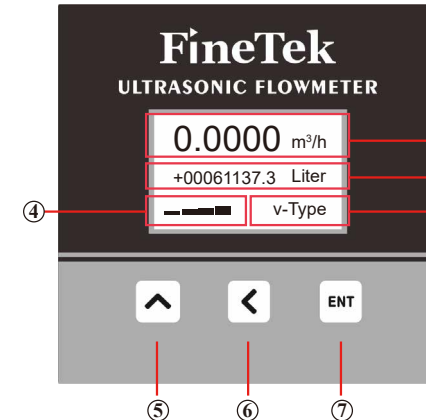 FineTek
ULTRASONIC FLOWMETER
0.0000 m³/h
+00061137.3 Liter
④ v-Type
ENT
⑤ ⑥ ⑦